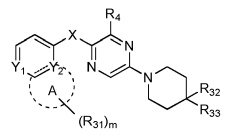 R₄
X
Y₁ Y₂ N
A N N R₃₂
R₃₃
(R₃₁)m